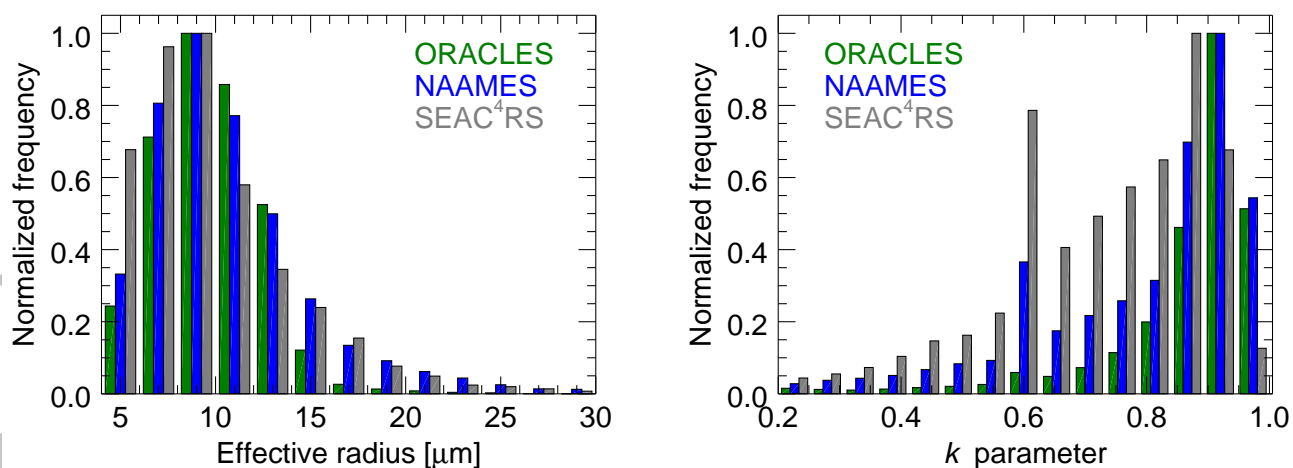 Normalized frequency
1.0
0.8
0.6
0.4
0.2
0.0
ORACLES
NAAMES
SEAC⁴RS
5 10 15 20 25 30
Effective radius [μm]
Normalized frequency
1.0
0.8
0.6
0.4
0.2
0.0
ORACLES
NAAMES
SEAC⁴RS
0.2 0.4 0.6 0.8 1.0
k parameter